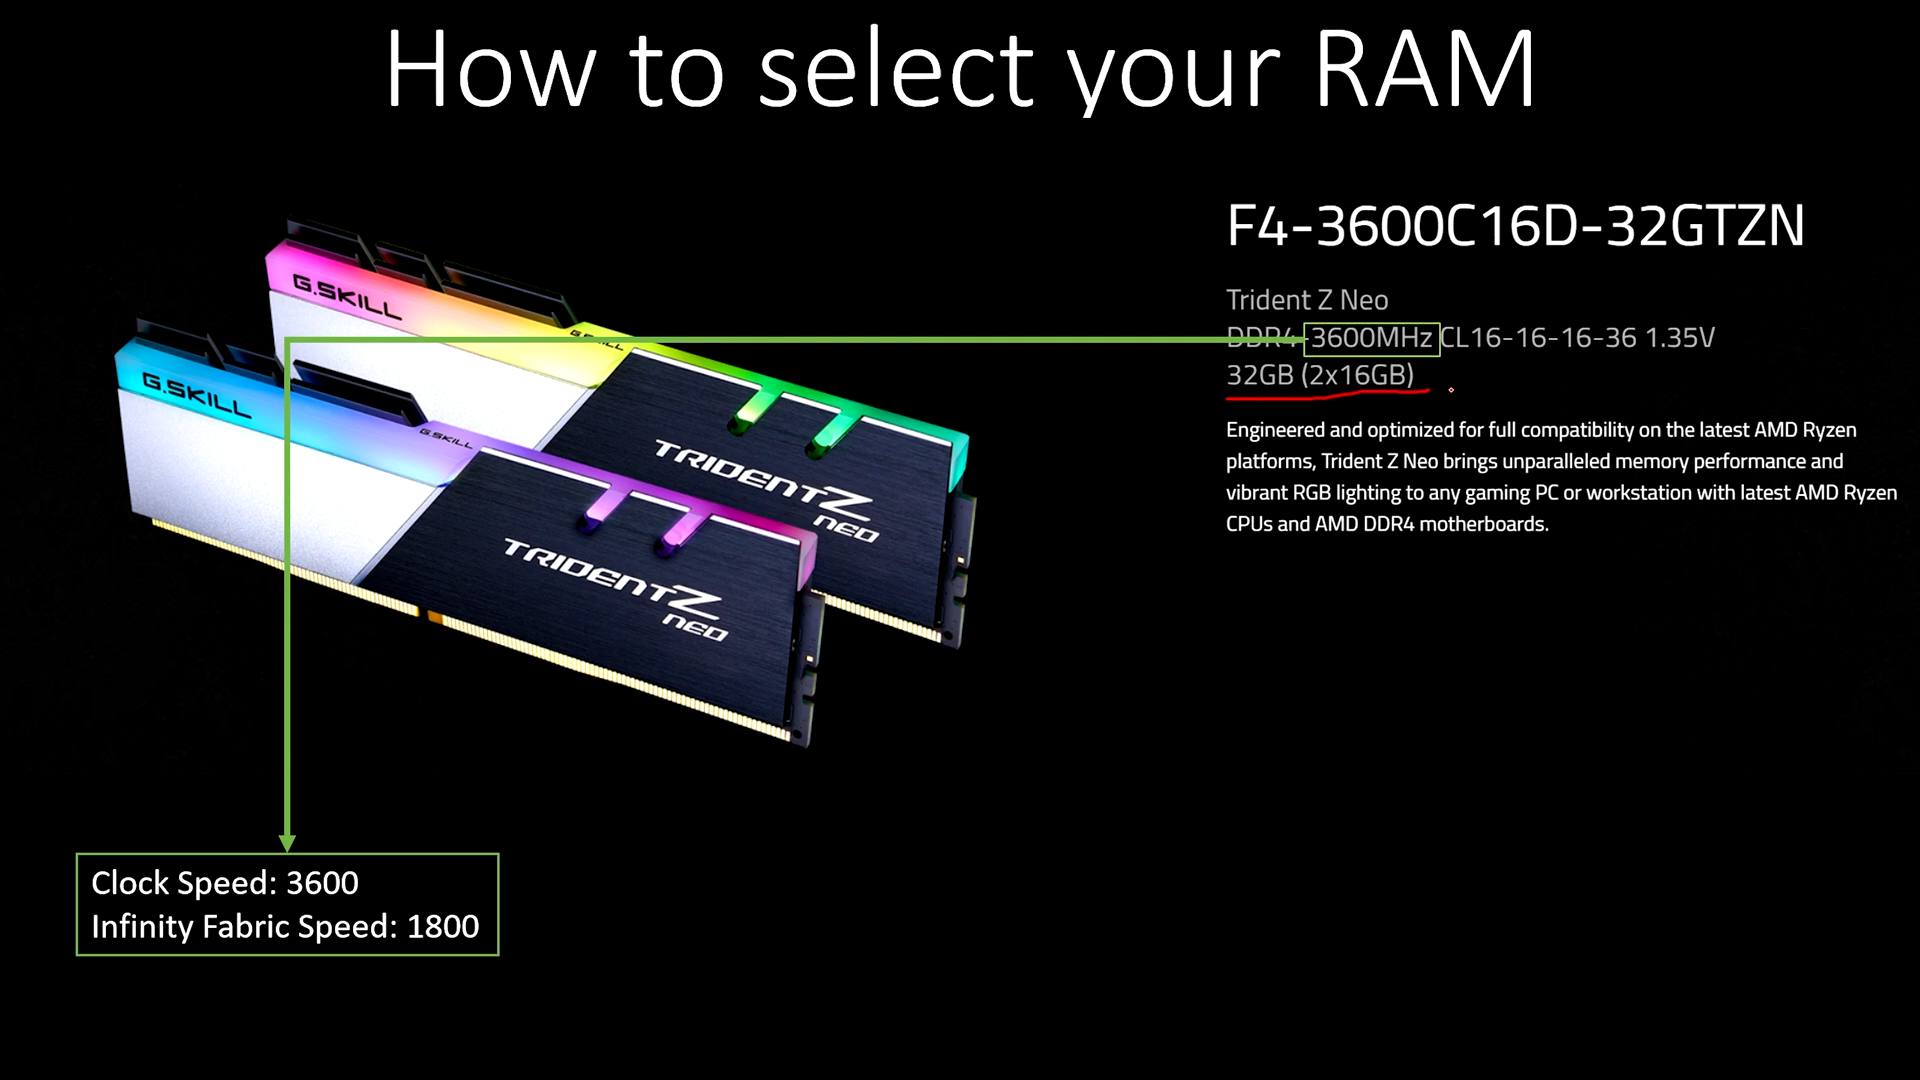 How to select your RAM
F4-3600C16D-32GTZN
Trident Z Neo
DDR4-3600MHz CL16-16-16-36 1.35V
32GB (2x16GB)
Engineered and optimized for full compatibility on the latest AMD Ryzen
platforms, Trident Z Neo brings unparalleled memory performance and
vibrant RGB lighting to any gaming PC or workstation with latest AMD Ryzen
CPUs and AMD DDR4 motherboards.
G.SKILL
G.SKILL
TRIDENT Z
NEO
G.SKILL
G.SKILL
TRIDENT Z
NEO
Clock Speed: 3600
Infinity Fabric Speed: 1800